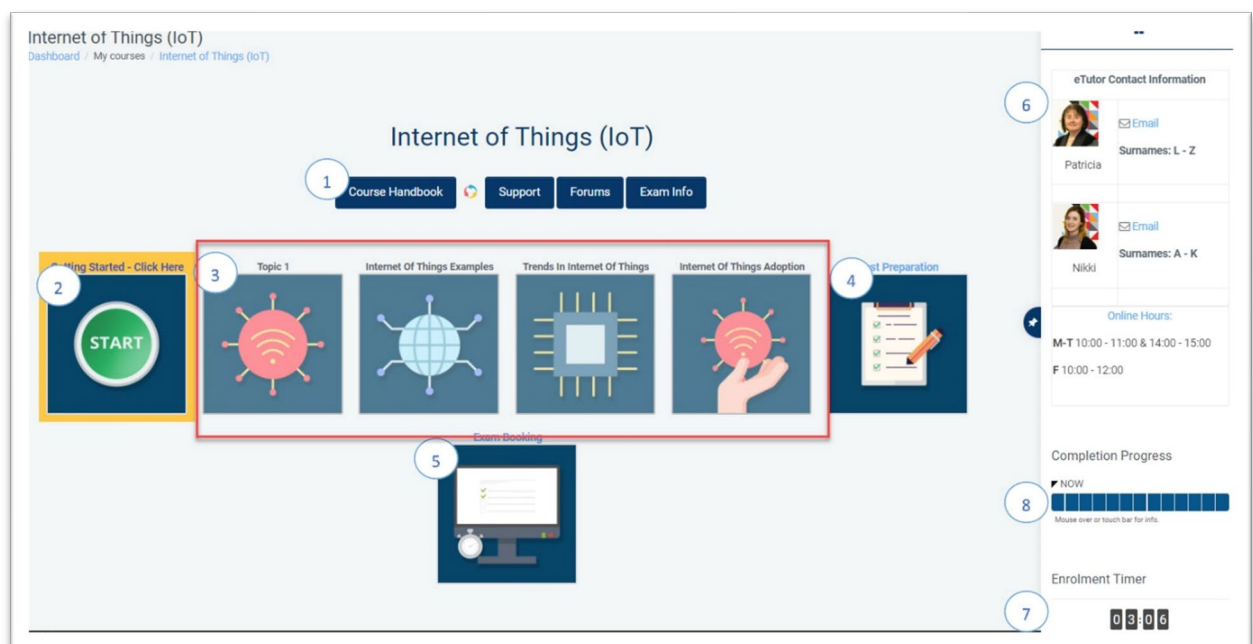 Internet of Things (IoT)
Dashboard / My courses / Internet of Things (IoT)
Internet of Things (IoT)
1
Course Handbook
Support
Forums
Exam Info
2
Started - Click Here
START
3
Topic 1
Internet Of Things Examples
Trends In Internet Of Things
Internet Of Things Adoption
4
Preparation
5
Exam Booking
6
eTutor Contact Information
Email
Surnames: L - Z
Patricia
Email
Surnames: A - K
Nikki
Online Hours:
M-T 10:00 - 11:00 & 14:00 - 15:00
F 10:00 - 12:00
Completion Progress
NOW
8
Mouse over or touch bar for info.
Enrolment Timer
7
03:06